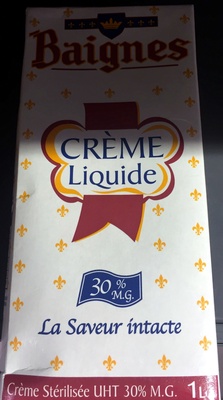 Baignes
CRÈME
Liquide
30 %
M.G.
La Saveur intacte
Crème Stérilisée UHT 30% M.G. 1L